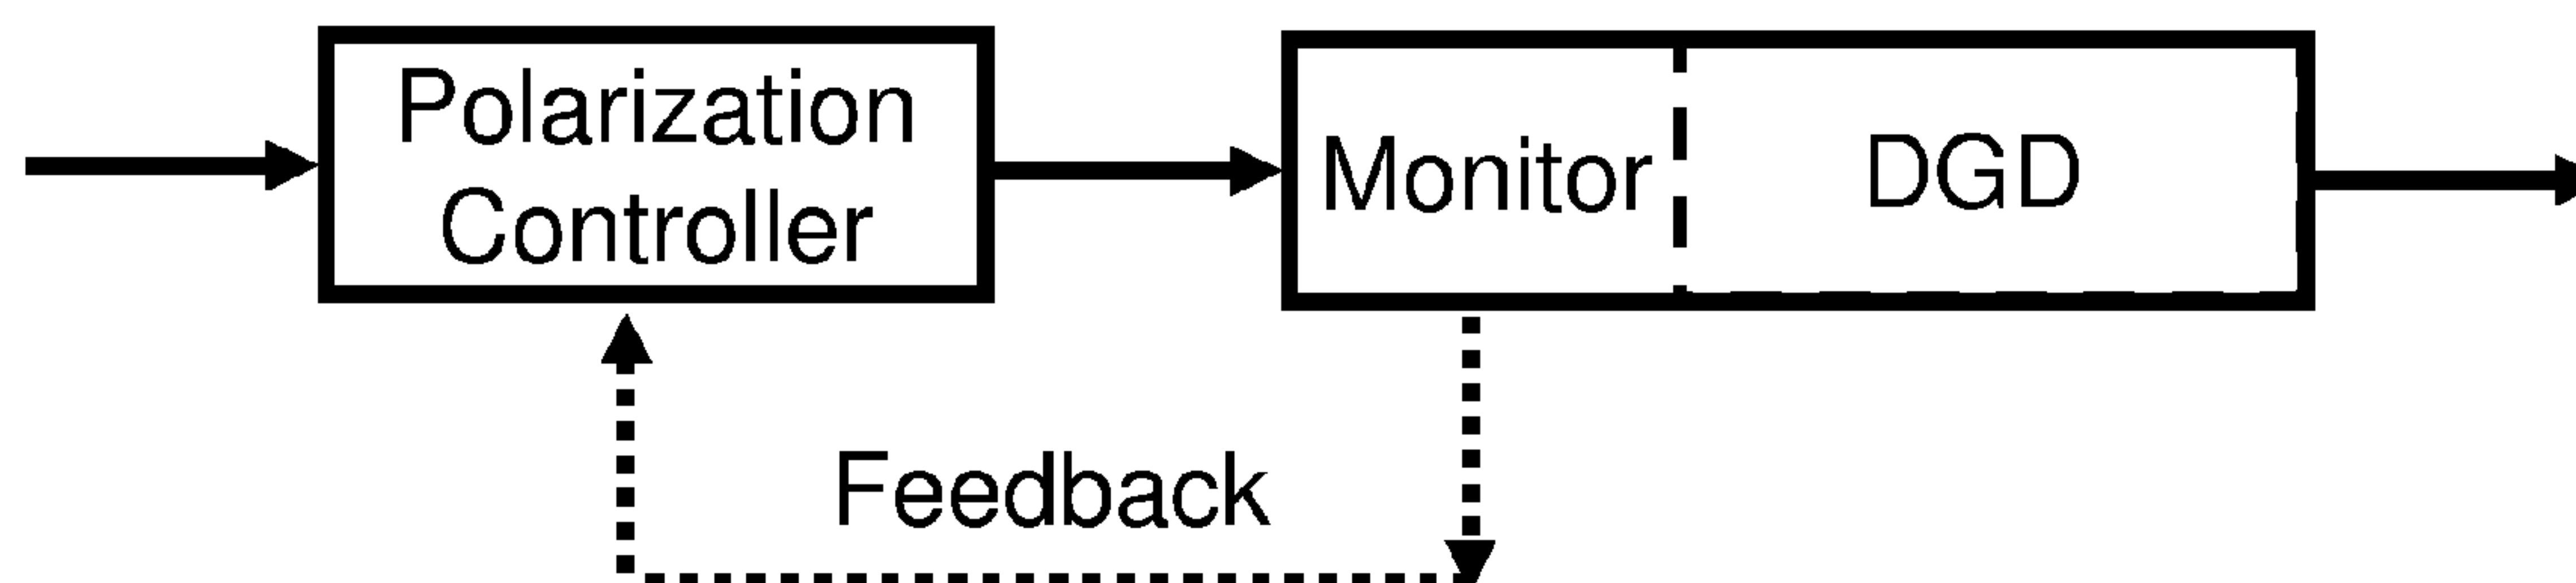 Polarization
Controller
Monitor
DGD
Feedback